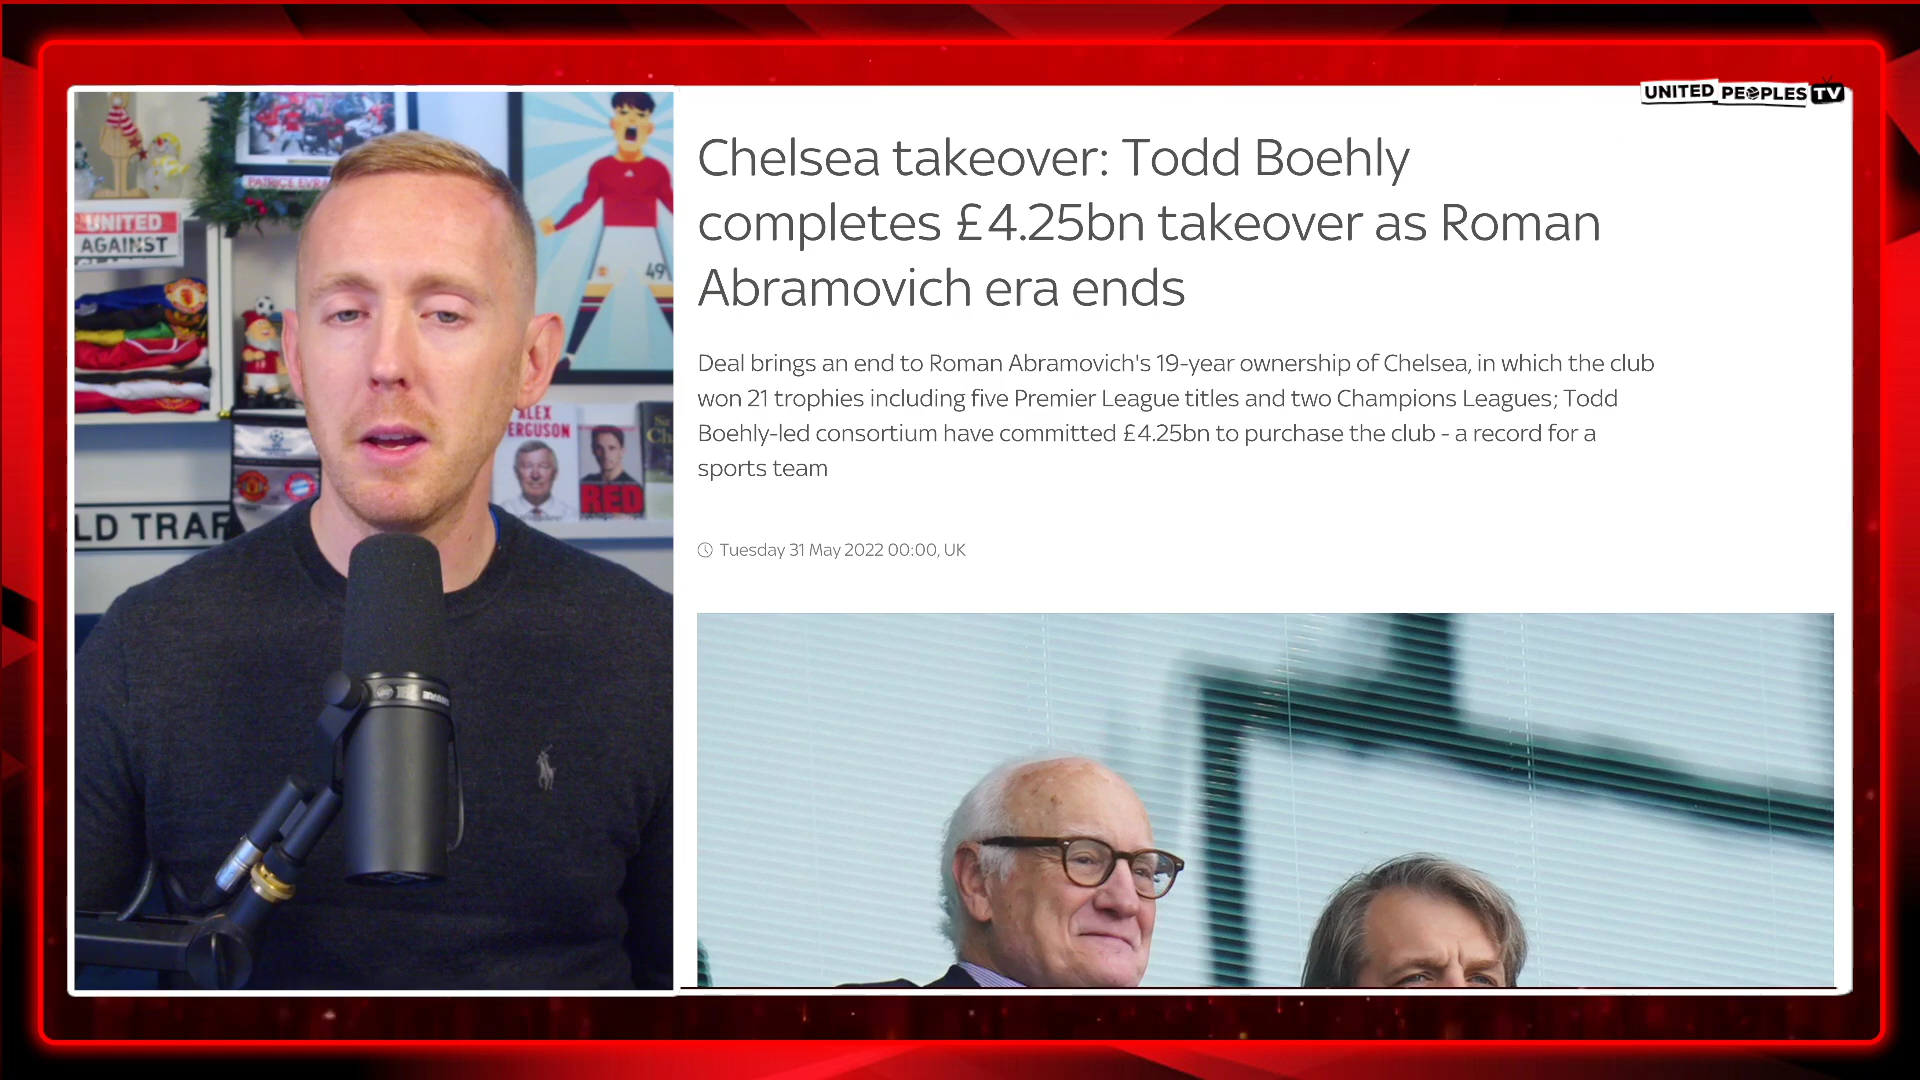 UNITED PEOPLES TV
PATRICE EVRA
UNITED
AGAINST
49
ALEX
FERGUSON
RED
LD TRAF
Chelsea takeover: Todd Boehly
completes £4.25bn takeover as Roman
Abramovich era ends
Deal brings an end to Roman Abramovich's 19-year ownership of Chelsea, in which the club
won 21 trophies including five Premier League titles and two Champions Leagues; Todd
Boehly-led consortium have committed £4.25bn to purchase the club - a record for a
sports team
Tuesday 31 May 2022 00:00, UK